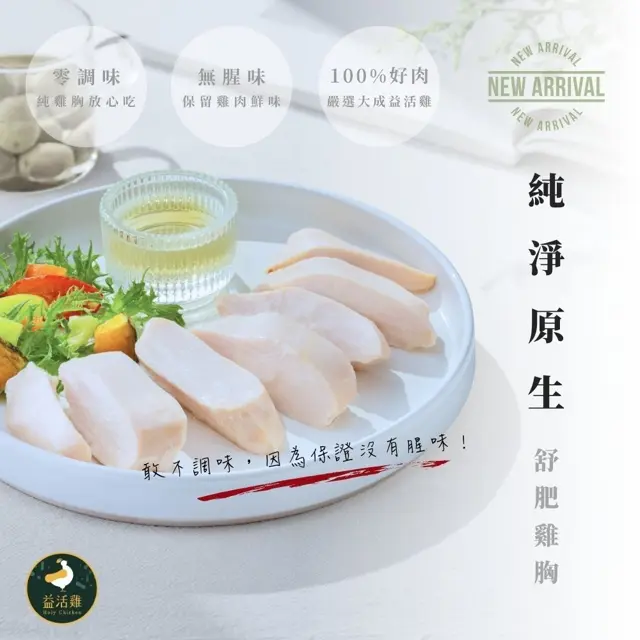 零調味
純雞胸放心吃
無腥味
保留雞肉鮮味
100%好肉
嚴選大成益活雞
NEW ARRIVAL
NEW ARRIVAL
NEW ARRIVAL
純淨原生
舒肥雞胸
敢不調味，因為保證沒有腥味！
益活雞
Hozy Chicken